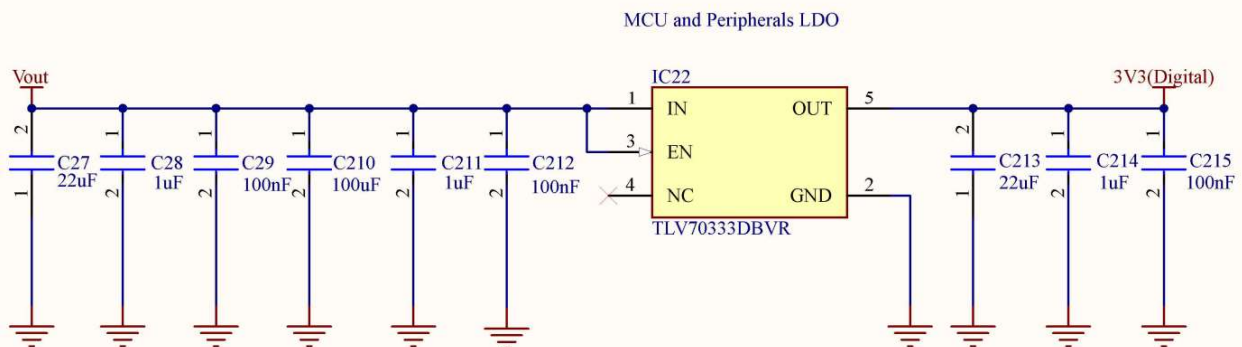 MCU and Peripherals LDO
Vout
IC22
3V3(Digital)
1
IN
OUT
5
2
1
1
1
1
1
3
EN
2
1
1
C27
22uF
C28
1uF
C29
100nF
C210
100uF
C211
1uF
C212
100nF
C213
22uF
C214
1uF
C215
100nF
1
2
2
2
2
2
4
NC
GND
2
1
2
2
TLV70333DBVR